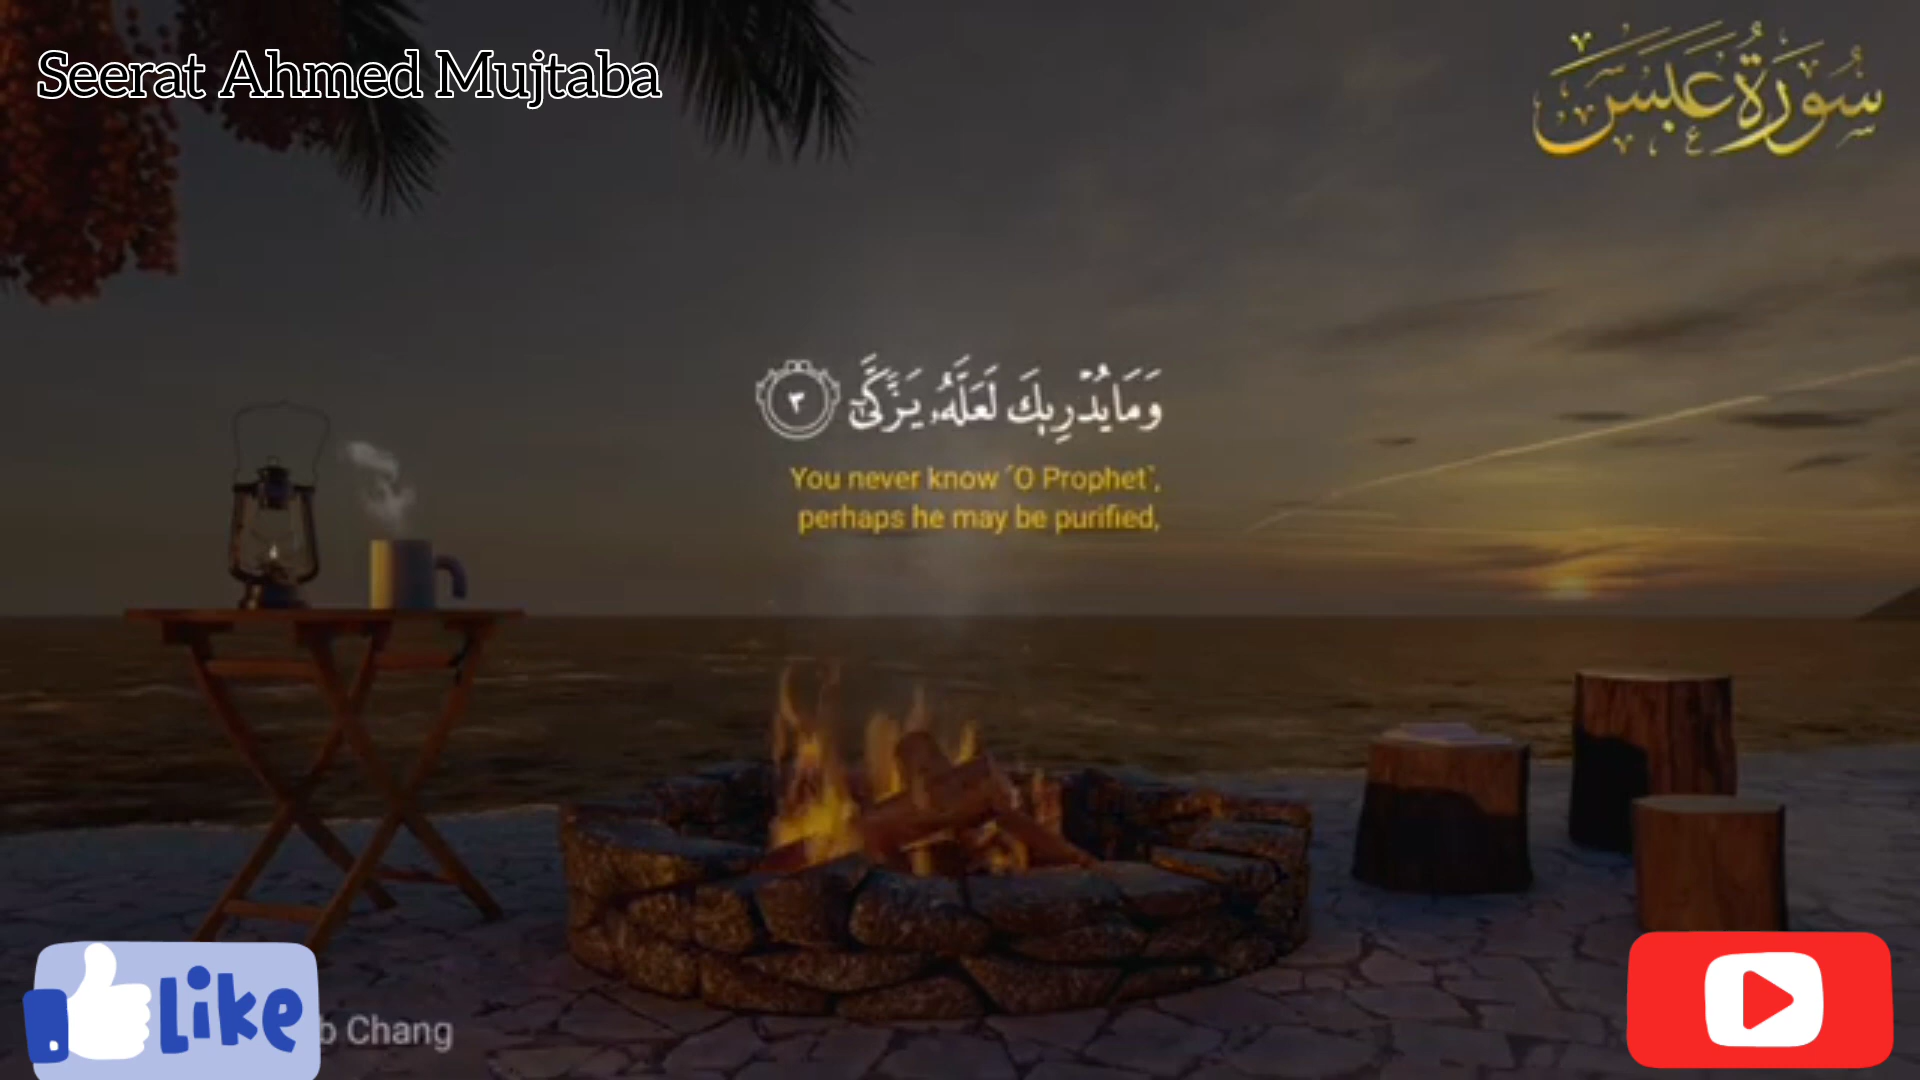 Seerat Ahmed Mujtaba
سُورَةُ عَبَسَ
وَمَا يُدْرِيكَ لَعَلَّهُۥ يَزَّكَّىٰٓ ٣
You never know ˹O Prophet˺,
perhaps he may be purified,
Like
b Chang